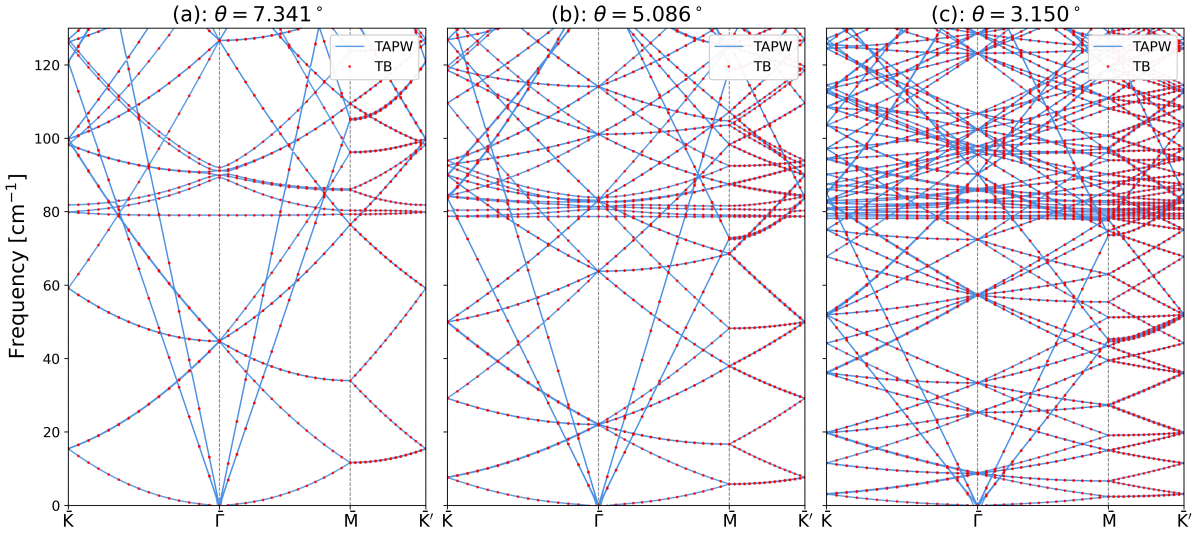 (a): θ = 7.341°
(b): θ = 5.086°
(c): θ = 3.150°
Frequency [cm⁻¹]
120
100
80
60
40
20
0
TAPW
TB
TAPW
TB
TAPW
TB
K̄ Γ̄ M̄ K̄′
K̄ Γ̄ M̄ K̄′
K̄ Γ̄ M̄ K̄′